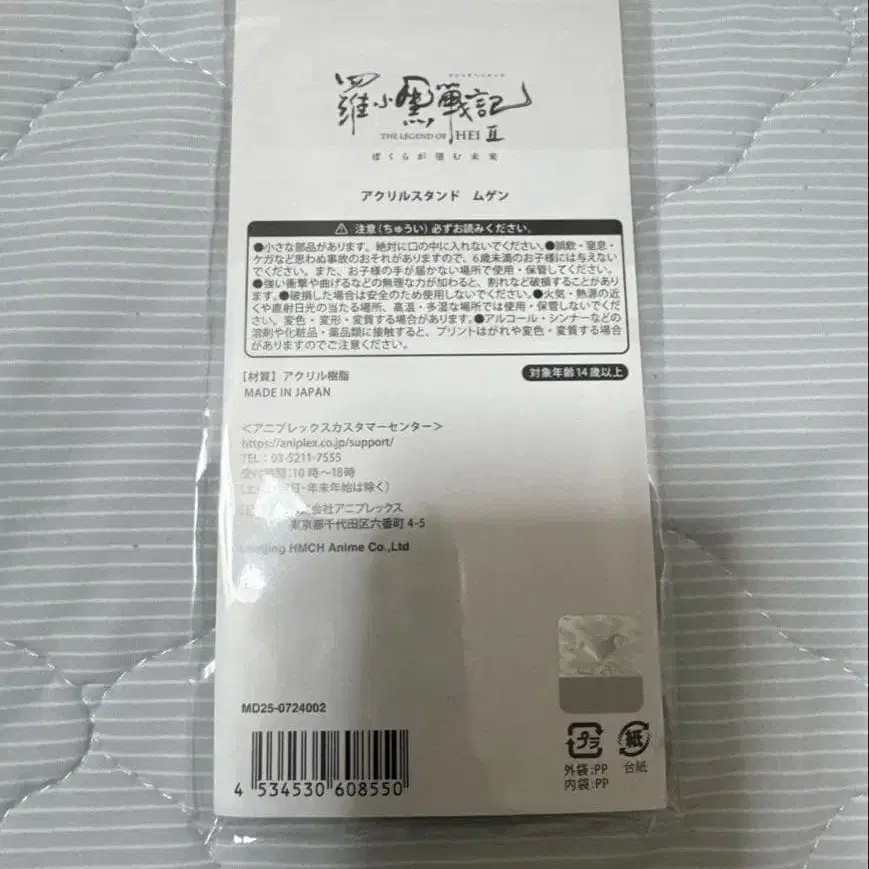 羅小黒戰記
THE LEGEND OF HEI II
ぼくらが望む未来
アクリルスタンド ムゲン
⚠ 注意(ちゅうい)必ずお読みください。
●小さな部品があります。絶対に口の中に入れないでください。●誤飲・窒息・
ケガなど思わぬ事故のおそれがありますので、6歳未満のお子様には与えない
でください。また、お子様の手が届かない場所で使用・保管してください。
●強い衝撃や曲げるなどの無理な力が加わると、割れなど破損することがありま
す。●破損した場合は安全のため使用しないでください。●火気・熱源の近
くや直射日光の当たる場所、高温・多湿な場所では使用・保管しないでくださ
い。変色・変形・変質する場合があります。●アルコール・シンナーなどの
溶剤や化粧品・薬品類に接触すると、プリントはがれや変色・変質する場合
がありますのでご注意ください。
【材質】アクリル樹脂
対象年齢14歳以上
MADE IN JAPAN
<アニプレックスカスタマーセンター>
https://aniplex.co.jp/support/
TEL:03-5211-7555
受付時間:10時〜18時
日・年末年始は除く)
会社アニプレックス
東京都千代田区六番町4-5
HMCH Anime Co.,Ltd
MD25-0724002
4 534530 608550
プラ
外袋:PP
内袋:PP
紙
台紙